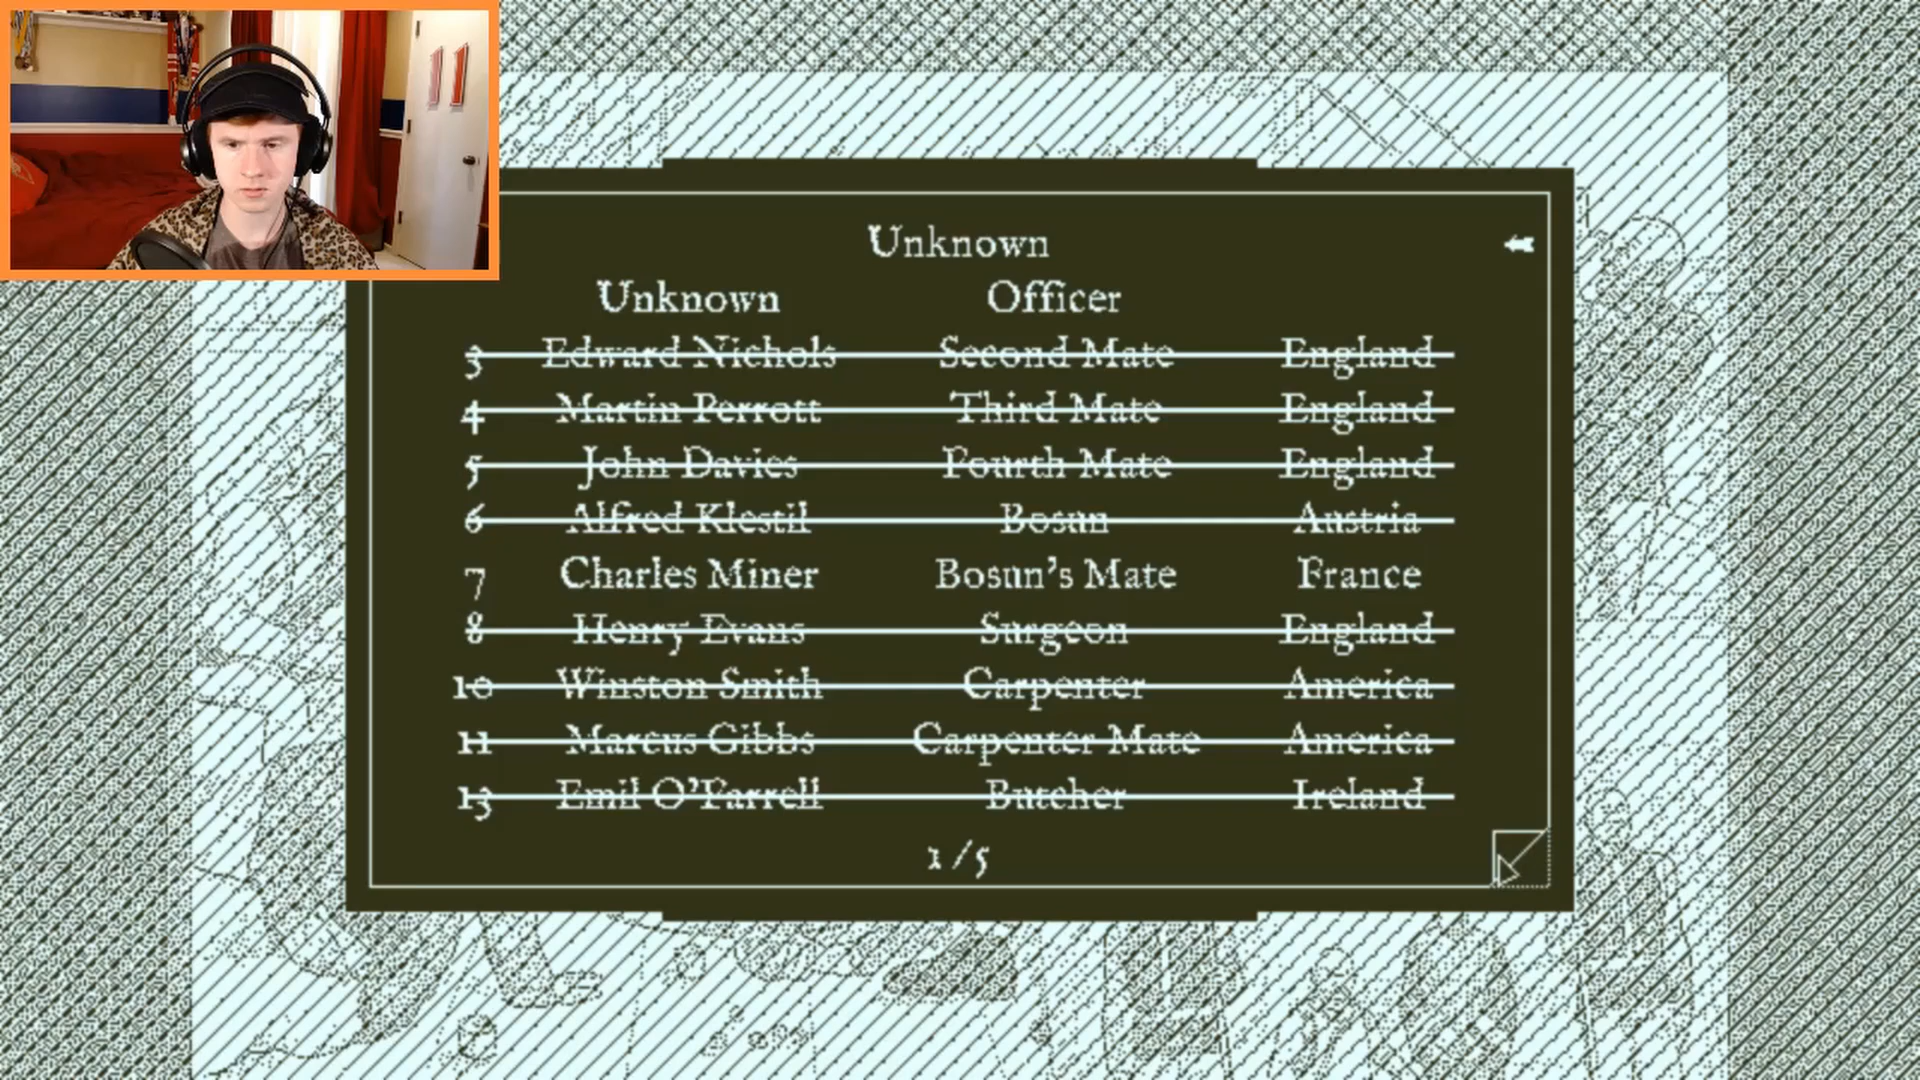 Unknown
Unknown Officer
3 Edward Nichols Second Mate England
4 Martin Perrott Third Mate England
5 John Davies Fourth Mate England
6 Alfred Klestil Bosun Austria
7 Charles Miner Bosun's Mate France
8 Henry Evans Surgeon England
10 Winston Smith Carpenter America
11 Marcus Gibbs Carpenter Mate America
13 Emil O'Farrell Butcher Ireland
1/5